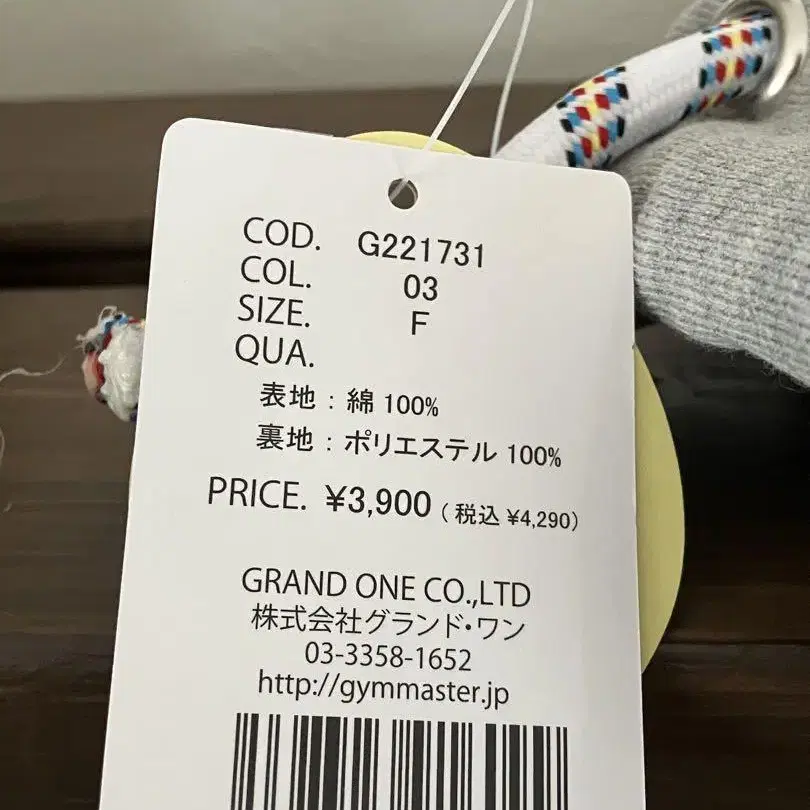 COD. G221731
COL. 03
SIZE. F
QUA.
表地 : 綿 100%
裏地 : ポリエステル 100%
PRICE. ¥3,900 ( 税込 ¥4,290)
GRAND ONE CO.,LTD
株式会社グランド・ワン
03-3358-1652
http://gymmaster.jp